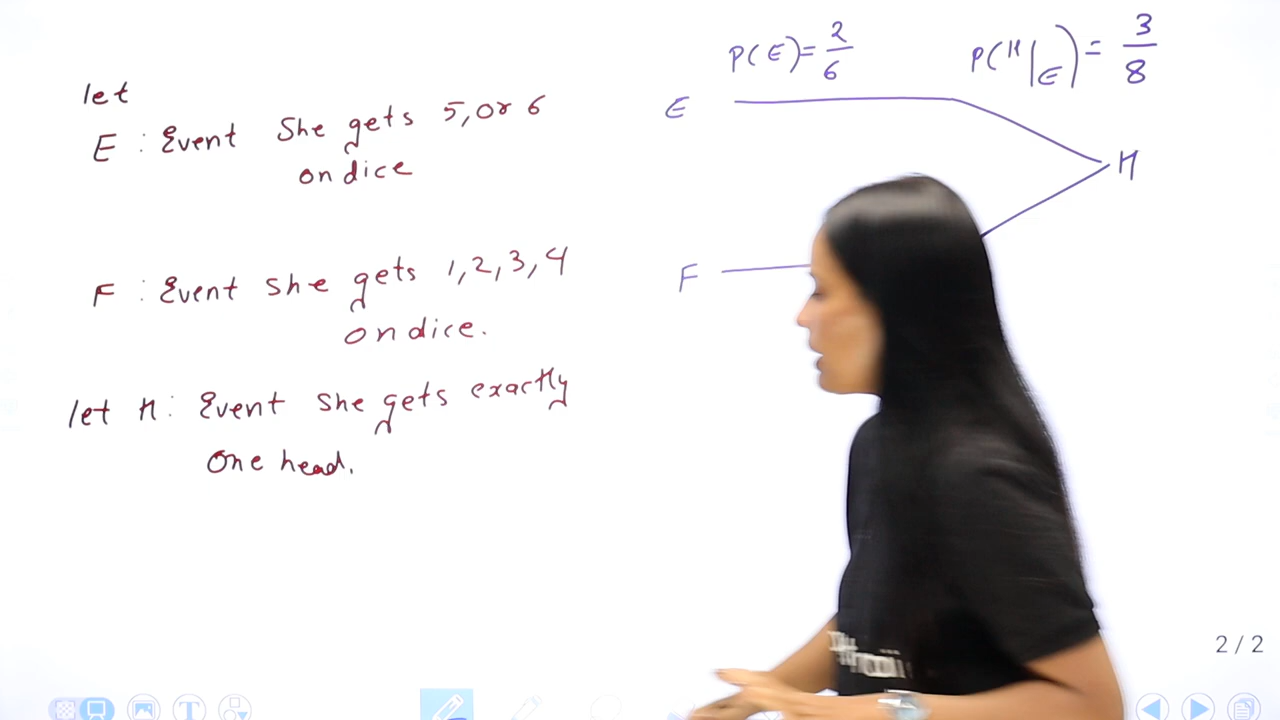 let
E : Event She gets 5, or 6
on dice
F : Event she gets 1, 2, 3, 4
on dice.
let H : Event she gets exactly
one head.
P(E) = 2/6
P(H/E) = 3/8
E
H
F
2 / 2